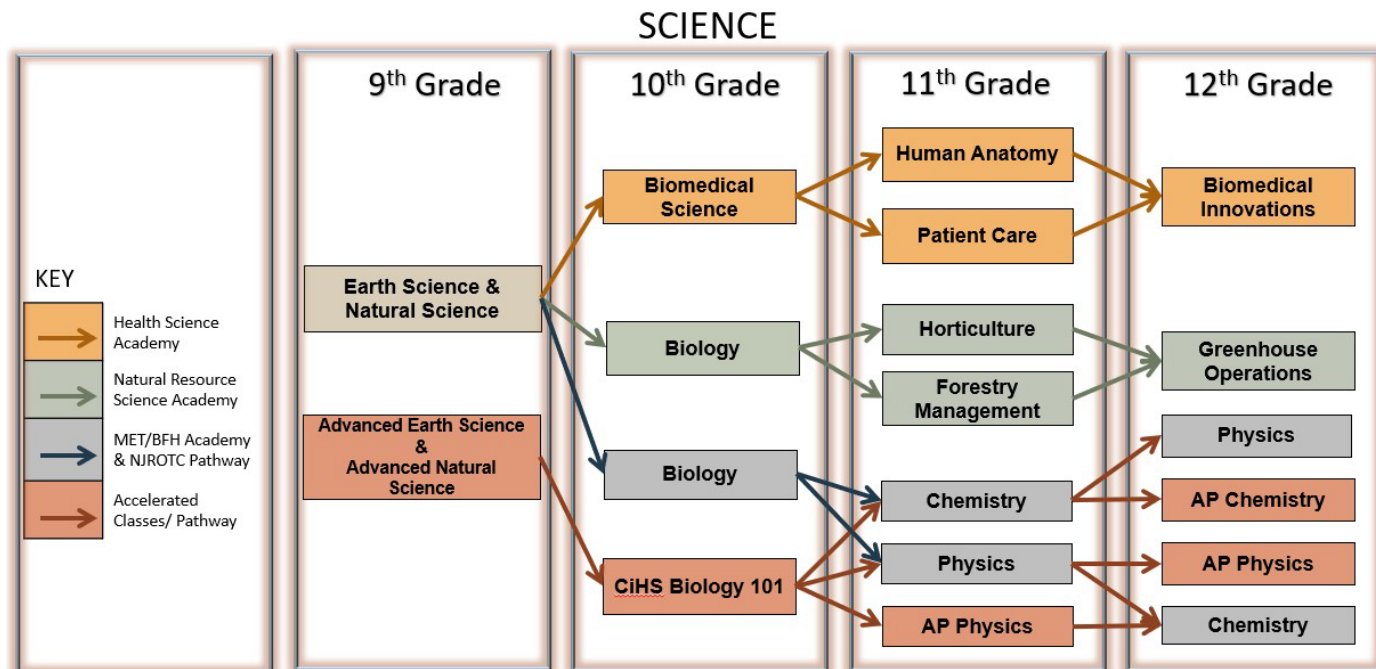 SCIENCE
KEY
Health Science
Academy
Natural Resource
Science Academy
MET/BFH Academy
& NJROTC Pathway
Accelerated
Classes/ Pathway
9th Grade
Earth Science &
Natural Science
Advanced Earth Science
&
Advanced Natural
Science
10th Grade
Biomedical
Science
Biology
Biology
CiHS Biology 101
11th Grade
Human Anatomy
Patient Care
Horticulture
Forestry
Management
Chemistry
Physics
AP Physics
12th Grade
Biomedical
Innovations
Greenhouse
Operations
Physics
AP Chemistry
AP Physics
Chemistry